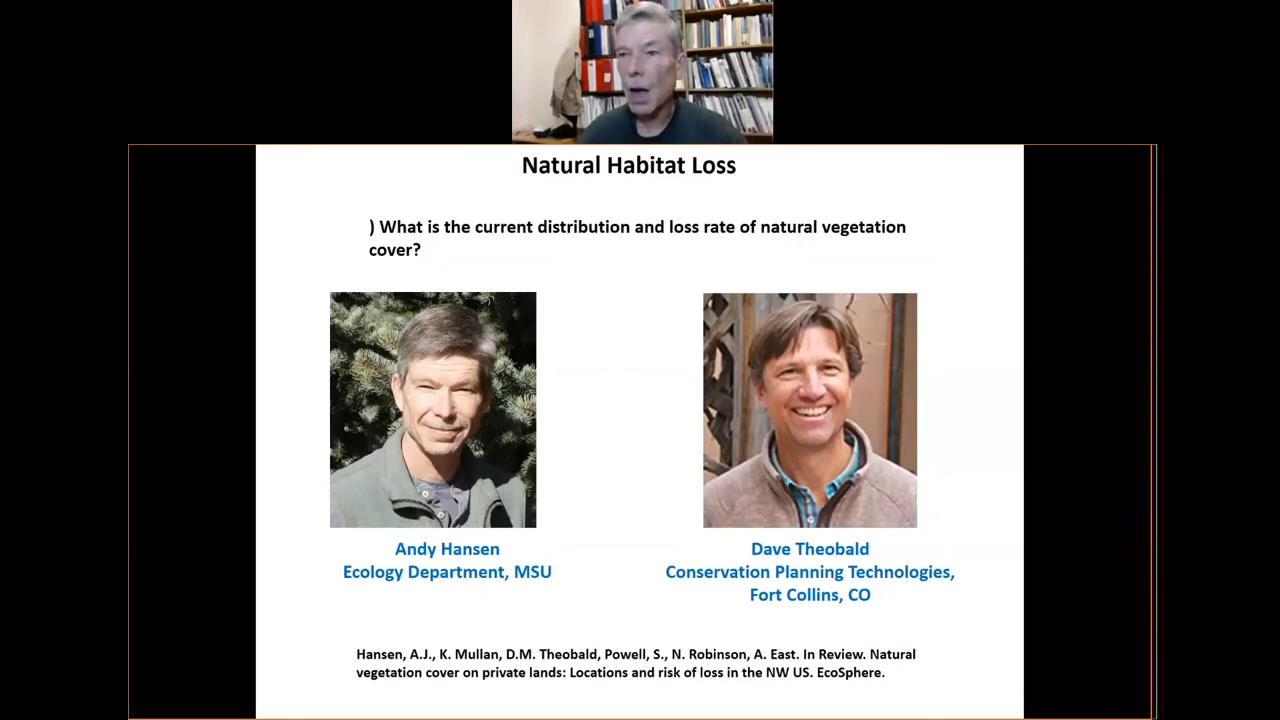 Natural Habitat Loss
) What is the current distribution and loss rate of natural vegetation
cover?
Andy Hansen
Ecology Department, MSU
Dave Theobald
Conservation Planning Technologies,
Fort Collins, CO
Hansen, A.J., K. Mullan, D.M. Theobald, Powell, S., N. Robinson, A. East. In Review. Natural
vegetation cover on private lands: Locations and risk of loss in the NW US. EcoSphere.